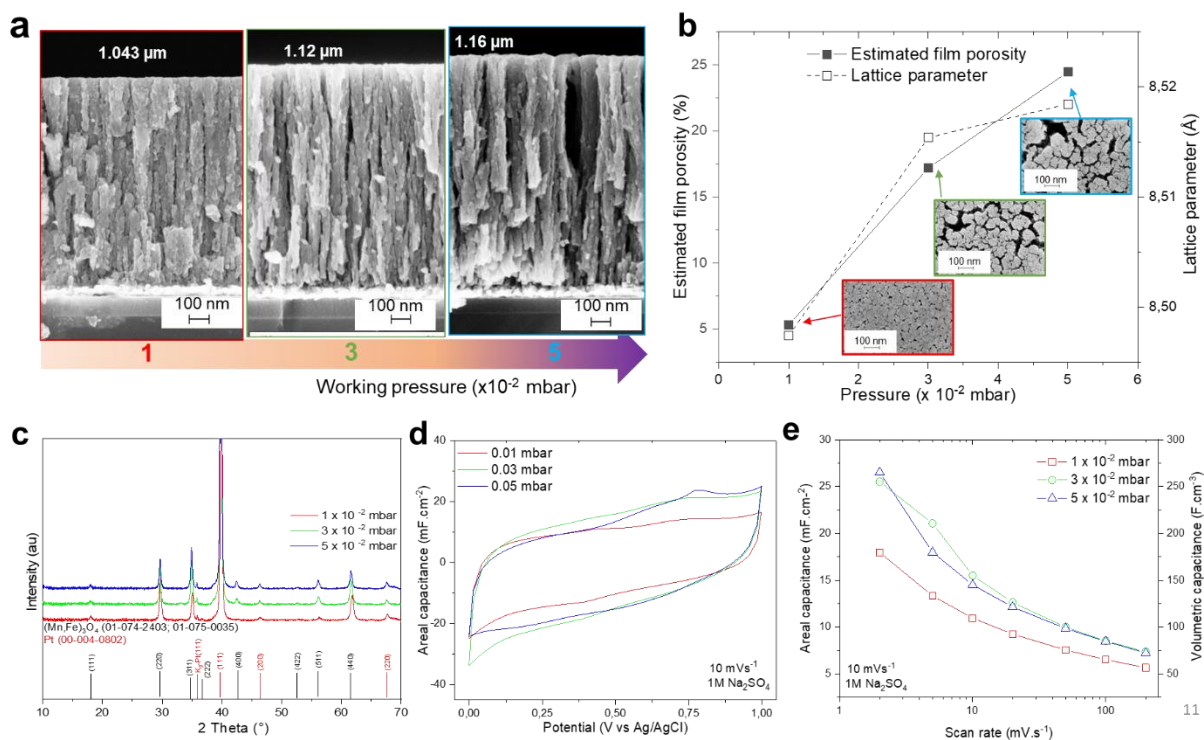 a
1.043 µm
1.12 µm
1.16 µm
100 nm
100 nm
100 nm
1
3
5
Working pressure (x10-2 mbar)
b
Estimated film porosity
Lattice parameter
25
20
15
10
5
Estimated film porosity (%)
8,52
8,51
8,50
Lattice parameter (Å)
100 nm
100 nm
100 nm
0 1 2 3 4 5 6
Pressure (x 10-2 mbar)
c
Intensity (au)
1 x 10-2 mbar
3 x 10-2 mbar
5 x 10-2 mbar
(Mn,Fe)3O4 (01-074-2403; 01-075-0035)
Pt (00-004-0802)
(111)
(220)
(311)
KβPt(111)
(222)
(111)
(400)
(200)
(422)
(511)
(440)
(220)
10 20 30 40 50 60 70
2 Theta (°)
d
0.01 mbar
0.03 mbar
0.05 mbar
40
20
0
-20
-40
Areal capacitance (mF.cm-2)
10 mVs-1
1M Na2SO4
0,00 0,25 0,50 0,75 1,00
Potential (V vs Ag/AgCl)
e
1 x 10-2 mbar
3 x 10-2 mbar
5 x 10-2 mbar
30
25
20
15
10
5
Areal capacitance (mF.cm-2)
300
250
200
150
100
50
Volumetric capacitance (F.cm-3)
10 mVs-1
1M Na2SO4
1 10 100
Scan rate (mV.s-1)
11